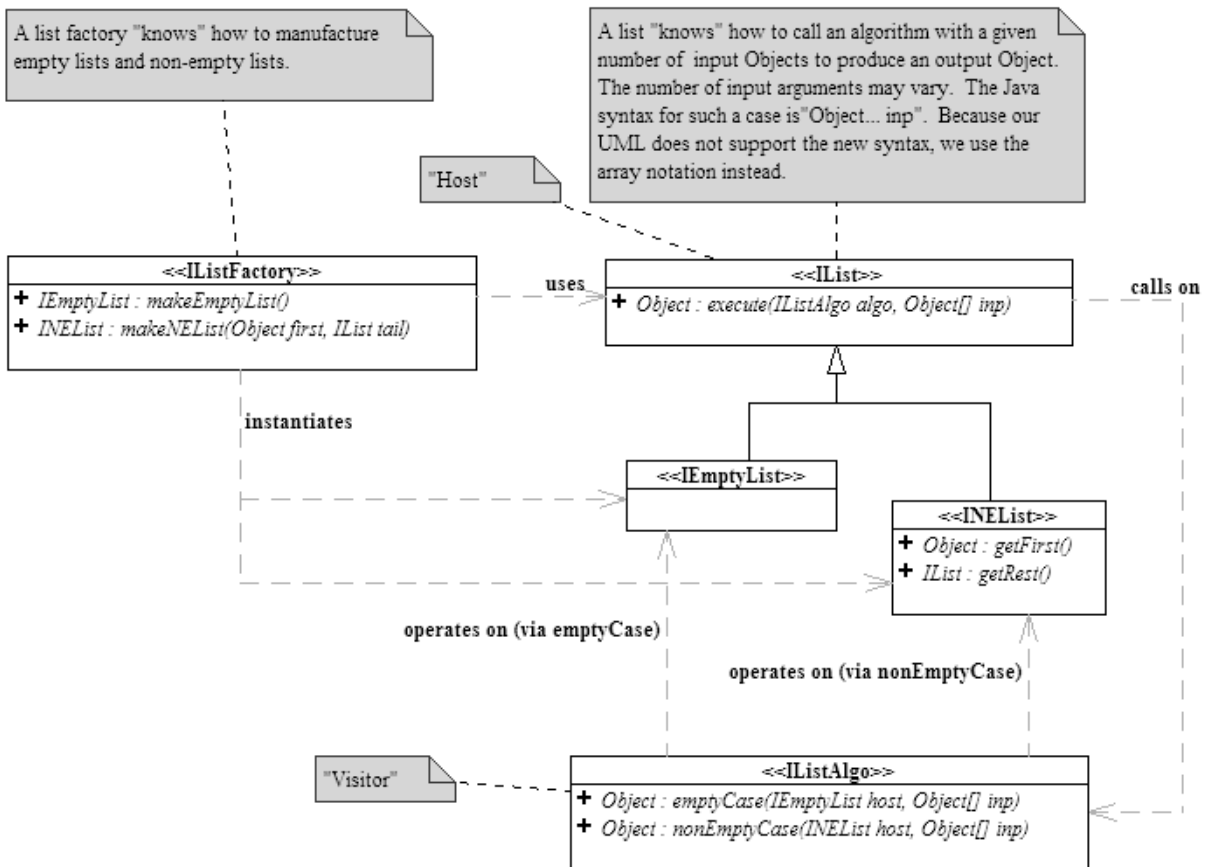 A list factory "knows" how to manufacture
empty lists and non-empty lists.
A list "knows" how to call an algorithm with a given
number of  input Objects to produce an output Object.
The number of input arguments may vary.  The Java
syntax for such a case is"Object... inp".  Because our
UML does not support the new syntax, we use the
array notation instead.
"Host"
<<IListFactory>>
+ IEmptyList : makeEmptyList()
+ INEList : makeNEList(Object first, IList tail)
uses
<<IList>>
+ Object : execute(IListAlgo algo, Object[] inp)
calls on
instantiates
<<IEmptyList>>
<<INEList>>
+ Object : getFirst()
+ IList : getRest()
operates on (via emptyCase)
operates on (via nonEmptyCase)
"Visitor"
<<IListAlgo>>
+ Object : emptyCase(IEmptyList host, Object[] inp)
+ Object : nonEmptyCase(INEList host, Object[] inp)